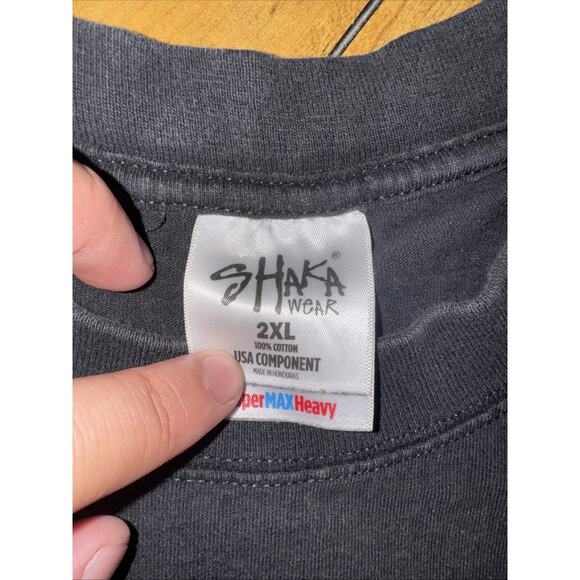 SHAKA®
WEAR
2XL
100% COTTON
USA COMPONENT
MADE IN HONDURAS
perMAXHeavy